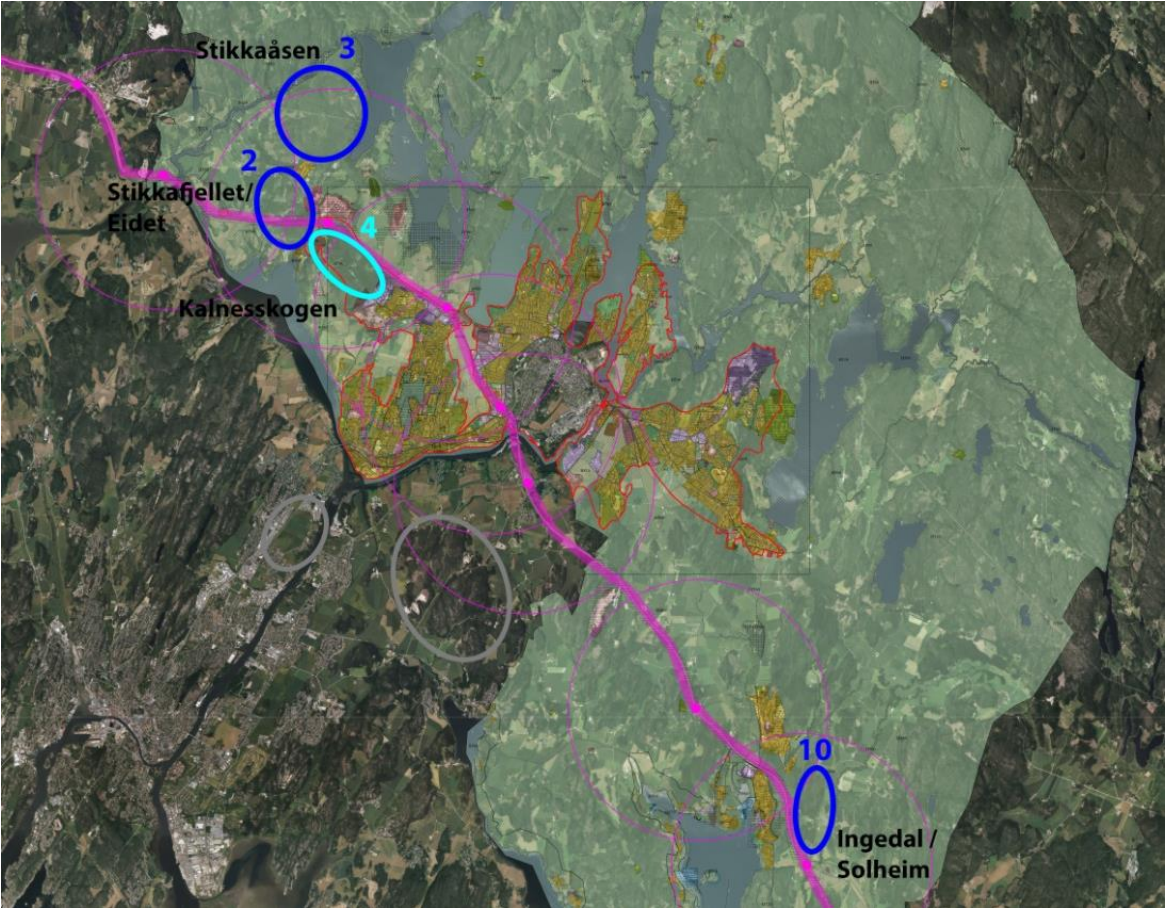 Stikkaåsen 3
2
Stikkafjellet/
Eidet
4
Kalnesskogen
10
Ingedal /
Solheim